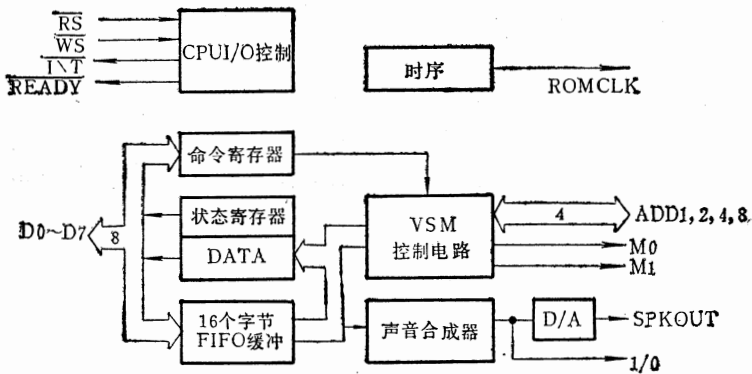 RS
WS
I\T
READY
CPUI/O控制
时序
ROMCLK
命令寄存器
状态寄存器
DATA
D0~D7
8
VSM
控制电路
4
ADD1,2,4,8
M0
M1
16个字节
FIFO缓冲
声音合成器
D/A
SPKOUT
1/0